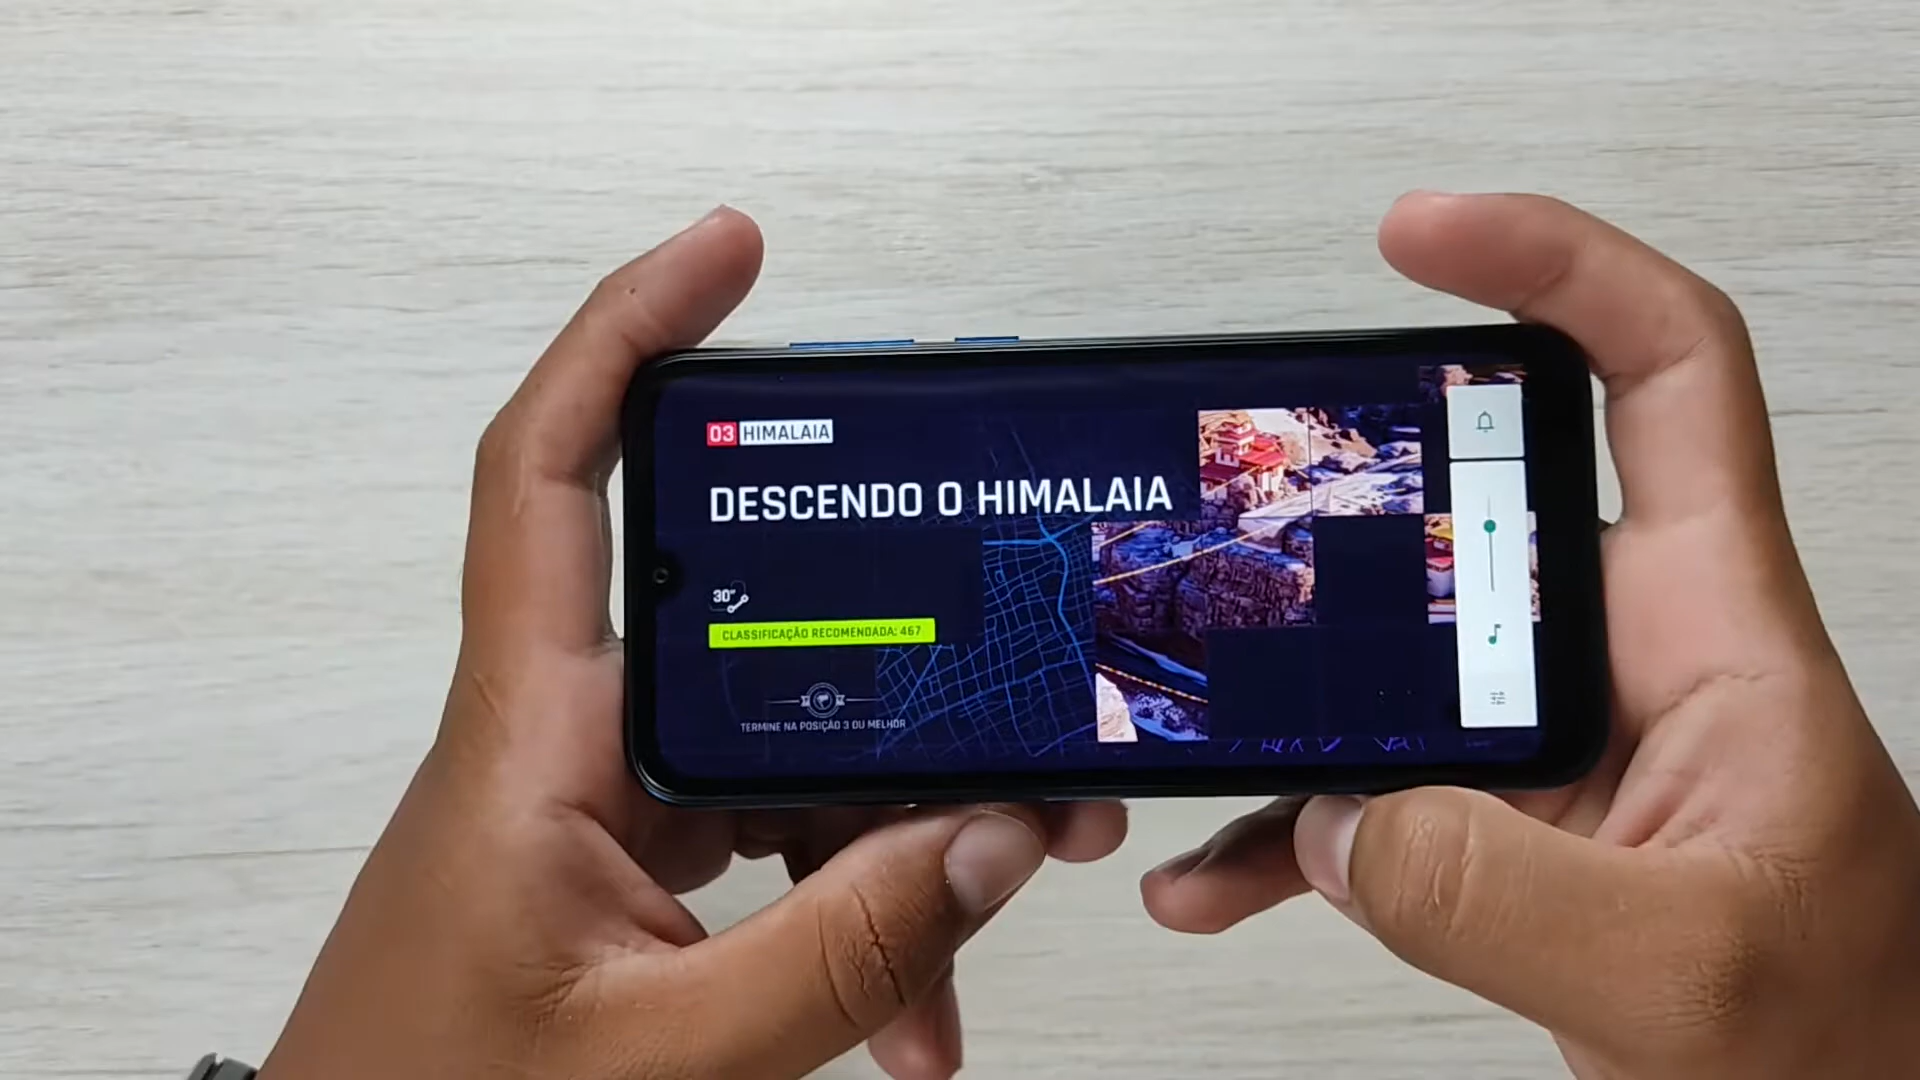 03 HIMALAIA
DESCENDO O HIMALAIA
30"
CLASSIFICAÇÃO RECOMENDADA: 467
TERMINE NA POSIÇÃO 3 OU MELHOR